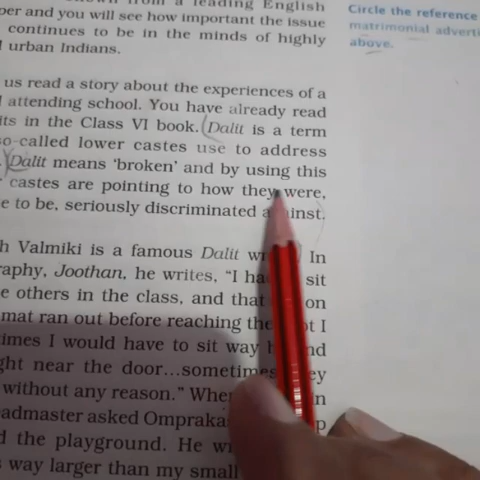 from a leading English
per and you will see how important the issue
continues to be in the minds of highly
urban Indians.
us read a story about the experiences of a
attending school. You have already read
its in the Class VI book. Dalit is a term
so-called lower castes use to address
Dalit means ‘broken’ and by using this
castes are pointing to how they were,
e to be, seriously discriminated
h Valmiki is a famous Dalit In
raphy, Joothan, he writes, “I sit
e others in the class, and that on
mat ran out before reaching the I
times I would have to sit way
ght near the door...sometimes
without any reason.”
eadmaster asked
d the playground. He
way larger than my small
Circle the reference
matrimonial
above.